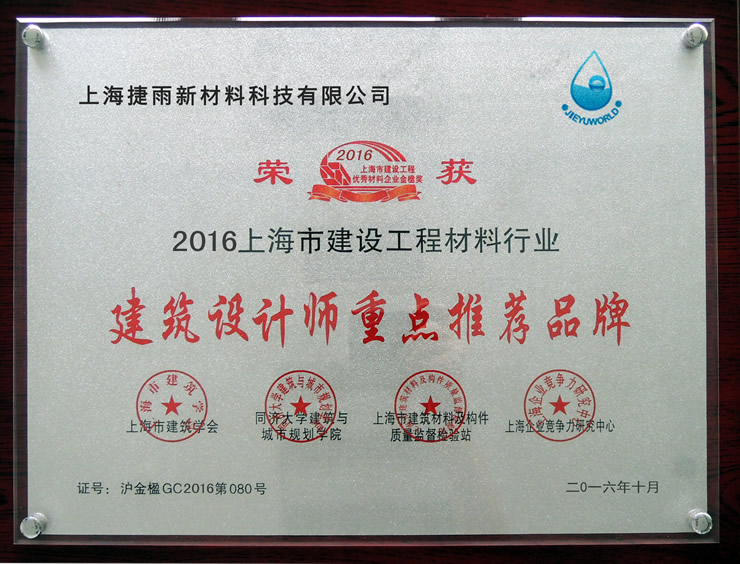 上海捷雨新材料科技有限公司
JIEYUWORLD
荣 获
2016
上海市建设工程
优秀材料企业金楹奖
2016上海市建设工程材料行业
建筑设计师重点推荐品牌
上海市建筑学会
同济大学建筑与
城市规划学院
上海市建筑材料及构件
质量监督检验站
上海企业竞争力研究中心
证号：沪金楹GC2016第080号
二0一六年十月